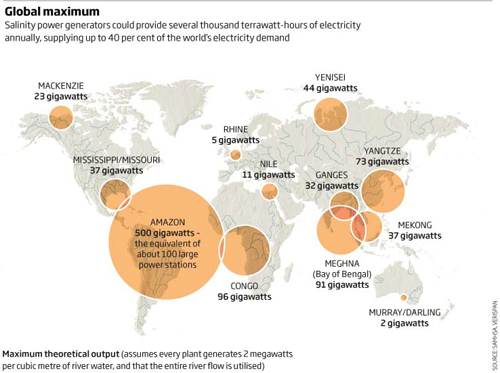 Global maximum
Salinity power generators could provide several thousand terrawatt-hours of electricity
annually, supplying up to 40 per cent of the world's electricity demand
YENISEI
44 gigawatts
MACKENZIE
23 gigawatts
RHINE
5 gigawatts
YANGTZE
73 gigawatts
MISSISSIPPI/MISSOURI
37 gigawatts
NILE
11 gigawatts
GANGES
32 gigawatts
AMAZON
500 gigawatts –
the equivalent of
about 100 large
power stations
MEKONG
37 gigawatts
MEGHNA
(Bay of Bengal)
91 gigawatts
CONGO
96 gigawatts
MURRAY/DARLING
2 gigawatts
Maximum theoretical output (assumes every plant generates 2 megawatts
per cubic metre of river water, and that the entire river flow is utilised)